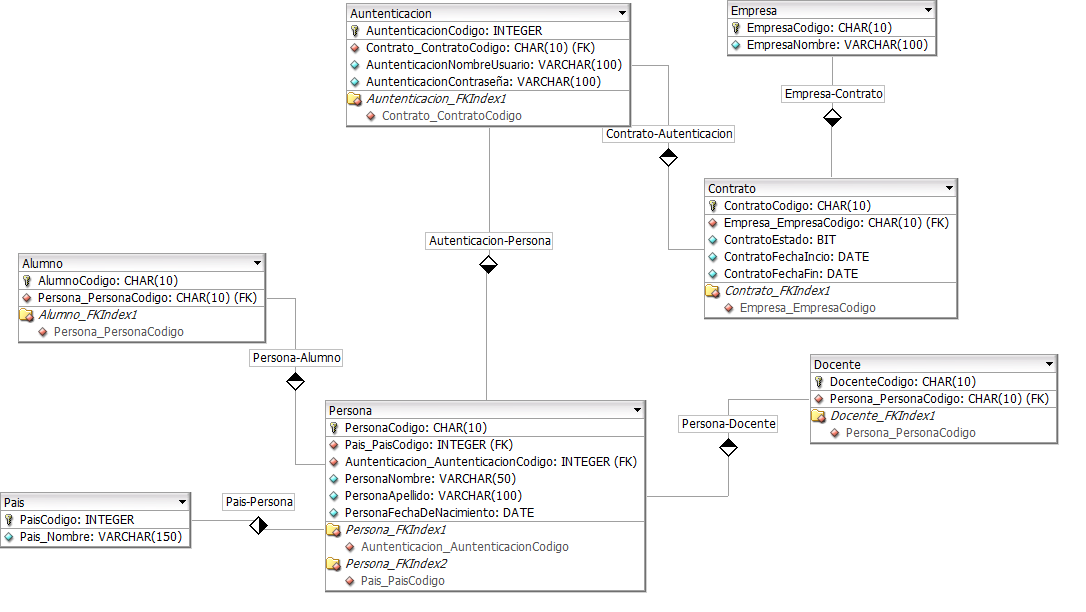 Auntenticacion
AuntenticacionCodigo: INTEGER
Contrato_ContratoCodigo: CHAR(10) (FK)
AuntenticacionNombreUsuario: VARCHAR(100)
AuntenticacionContraseña: VARCHAR(100)
Auntenticacion_FKIndex1
Contrato_ContratoCodigo
Empresa
EmpresaCodigo: CHAR(10)
EmpresaNombre: VARCHAR(100)
Empresa-Contrato
Contrato-Autenticacion
Contrato
ContratoCodigo: CHAR(10)
Empresa_EmpresaCodigo: CHAR(10) (FK)
ContratoEstado: BIT
ContratoFechaIncio: DATE
ContratoFechaFin: DATE
Contrato_FKIndex1
Empresa_EmpresaCodigo
Autenticacion-Persona
Alumno
AlumnoCodigo: CHAR(10)
Persona_PersonaCodigo: CHAR(10) (FK)
Alumno_FKIndex1
Persona_PersonaCodigo
Persona-Alumno
Docente
DocenteCodigo: CHAR(10)
Persona_PersonaCodigo: CHAR(10) (FK)
Docente_FKIndex1
Persona_PersonaCodigo
Persona-Docente
Persona
PersonaCodigo: CHAR(10)
Pais_PaisCodigo: INTEGER (FK)
Auntenticacion_AuntenticacionCodigo: INTEGER (FK)
PersonaNombre: VARCHAR(50)
PersonaApellido: VARCHAR(100)
PersonaFechaDeNacimiento: DATE
Persona_FKIndex1
Auntenticacion_AuntenticacionCodigo
Persona_FKIndex2
Pais_PaisCodigo
Pais
PaisCodigo: INTEGER
Pais_Nombre: VARCHAR(150)
Pais-Persona